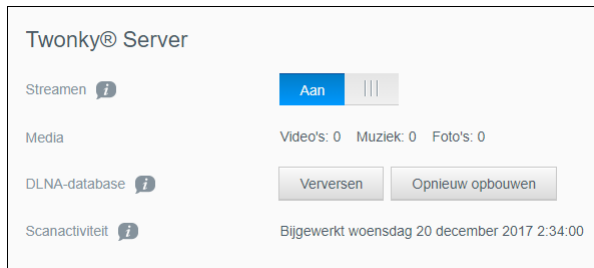 Twonky® Server
Streamen
Aan
Media
Video's: 0 Muziek: 0 Foto's: 0
DLNA-database
Verversen
Opnieuw opbouwen
Scanactiviteit
Bijgewerkt woensdag 20 december 2017 2:34:00